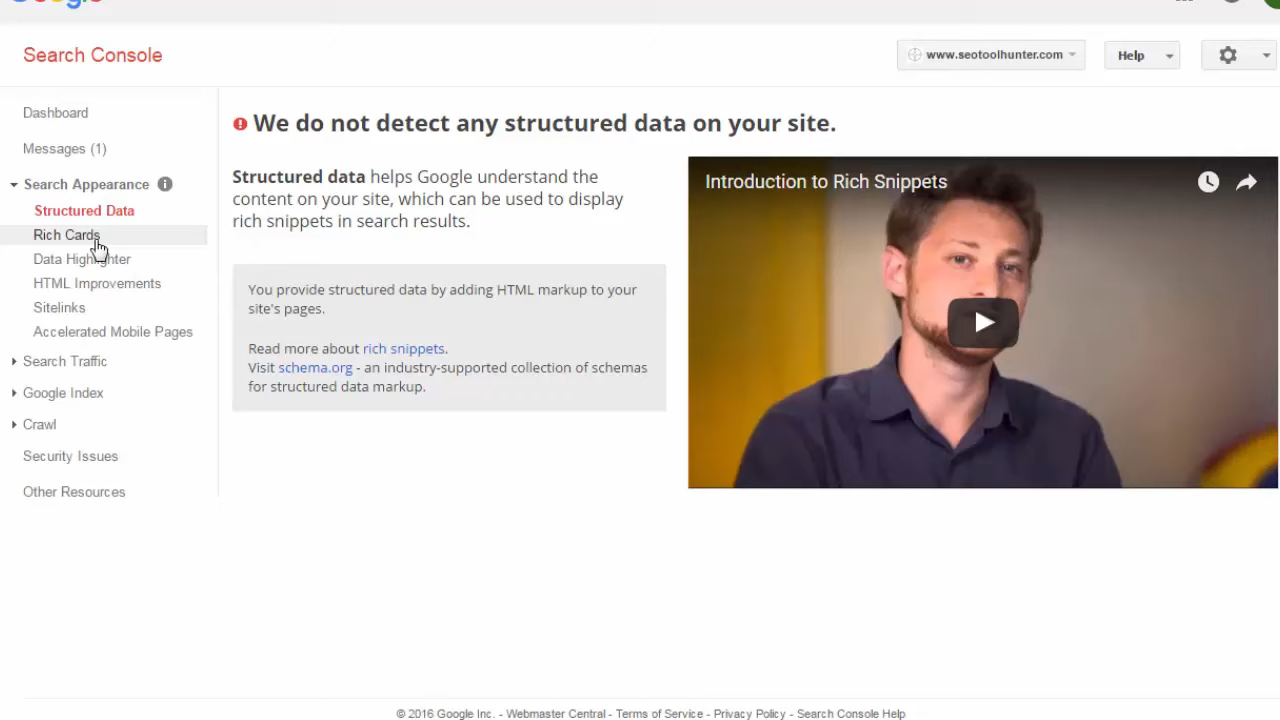 Google
Search Console
www.seotoolhunter.com
Help
Dashboard
Messages (1)
Search Appearance
Structured Data
Rich Cards
Data Highlighter
HTML Improvements
Sitelinks
Accelerated Mobile Pages
Search Traffic
Google Index
Crawl
Security Issues
Other Resources
We do not detect any structured data on your site.
Structured data helps Google understand the
content on your site, which can be used to display
rich snippets in search results.
You provide structured data by adding HTML markup to your
site's pages.
Read more about rich snippets.
Visit schema.org - an industry-supported collection of schemas
for structured data markup.
Introduction to Rich Snippets
© 2016 Google Inc. - Webmaster Central - Terms of Service - Privacy Policy - Search Console Help